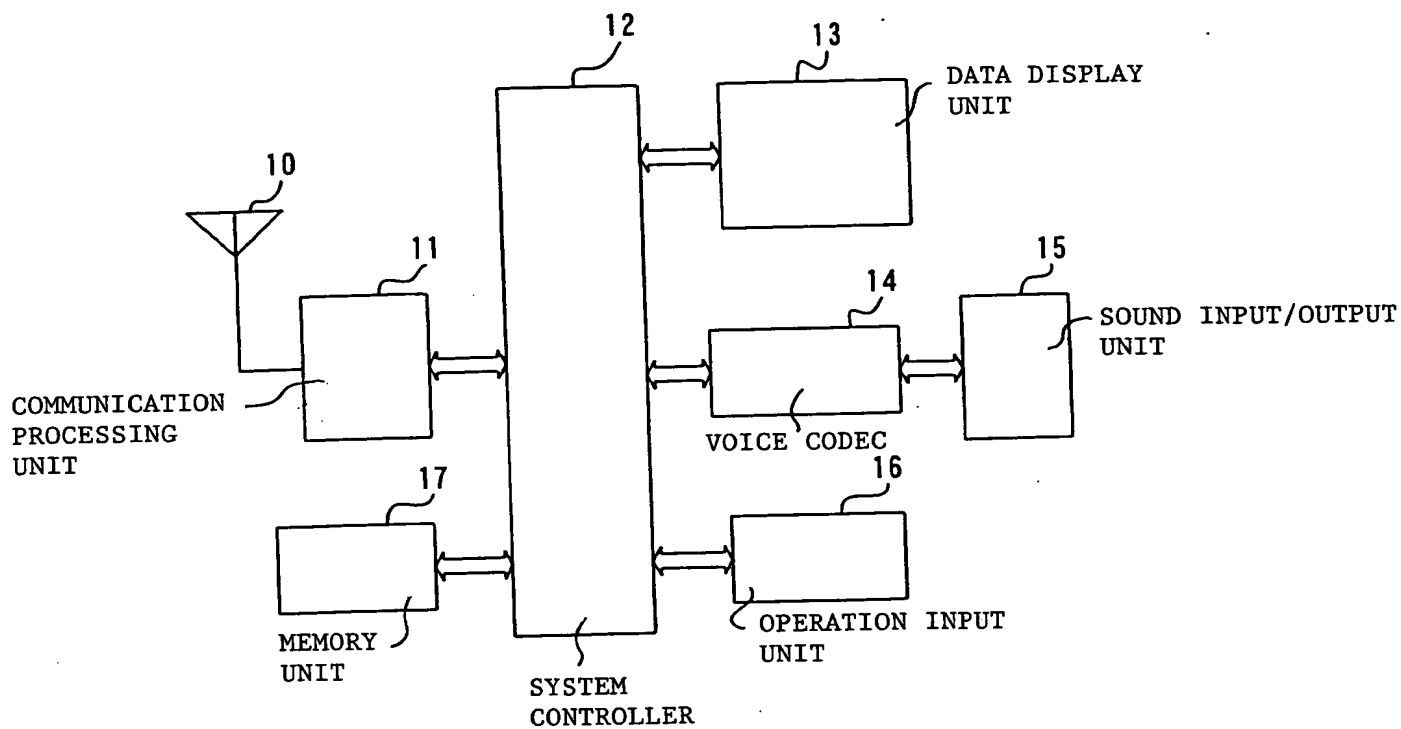 12
13
DATA DISPLAY
UNIT
10
11
14
15
SOUND INPUT/OUTPUT
UNIT
COMMUNICATION
PROCESSING
UNIT
VOICE CODEC
17
16
MEMORY
UNIT
OPERATION INPUT
UNIT
SYSTEM
CONTROLLER